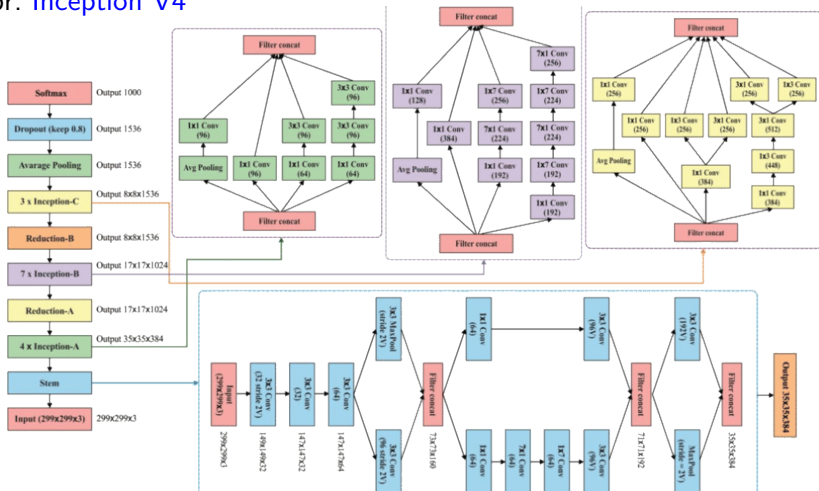 or: Inception V4
Softmax
Output 1000
Dropout (keep 0.8)
Output 1536
Avarage Pooling
Output 1536
3 x Inception-C
Output 8x8x1536
Reduction-B
Output 8x8x1536
7 x Inception-B
Output 17x17x1024
Reduction-A
Output 17x17x1024
4 x Inception-A
Output 35x35x384
Stem
Input (299x299x3)
299x299x3
Filter concat
3x3 Conv
(96)
1x1 Conv
(96)
3x3 Conv
(96)
3x3 Conv
(96)
Avg Pooling
1x1 Conv
(96)
1x1 Conv
(64)
1x1 Conv
(64)
Filter concat
Filter concat
7x1 Conv
(256)
1x1 Conv
(128)
1x7 Conv
(256)
1x7 Conv
(224)
1x1 Conv
(384)
7x1 Conv
(224)
7x1 Conv
(224)
Avg Pooling
1x1 Conv
(192)
1x7 Conv
(192)
1x1 Conv
(192)
Filter concat
Filter concat
1x1 Conv
(256)
3x1 Conv
(256)
1x3 Conv
(256)
1x1 Conv
(256)
1x3 Conv
(256)
3x1 Conv
(256)
3x1 Conv
(512)
Avg Pooling
1x3 Conv
(448)
1x1 Conv
(384)
1x1 Conv
(384)
Filter concat
Input
(299x299x3)
299x299x3
3x3 Conv
(32 stride 2V)
149x149x32
3x3 Conv
(32)
147x147x32
3x3 Conv
(64)
147x147x64
3x3 MaxPool
(stride 2V)
3x3 Conv
(96 stride 2V)
Filter concat
73x73x160
1x1 Conv
(64)
3x3 Conv
(96V)
1x1 Conv
(64)
7x1 Conv
(64)
1x7 Conv
(64)
3x3 Conv
(96V)
Filter concat
71x71x192
3x3 Conv
(192V)
MaxPool
(stride = 2V)
Filter concat
35x35x384
Output 35x35x384